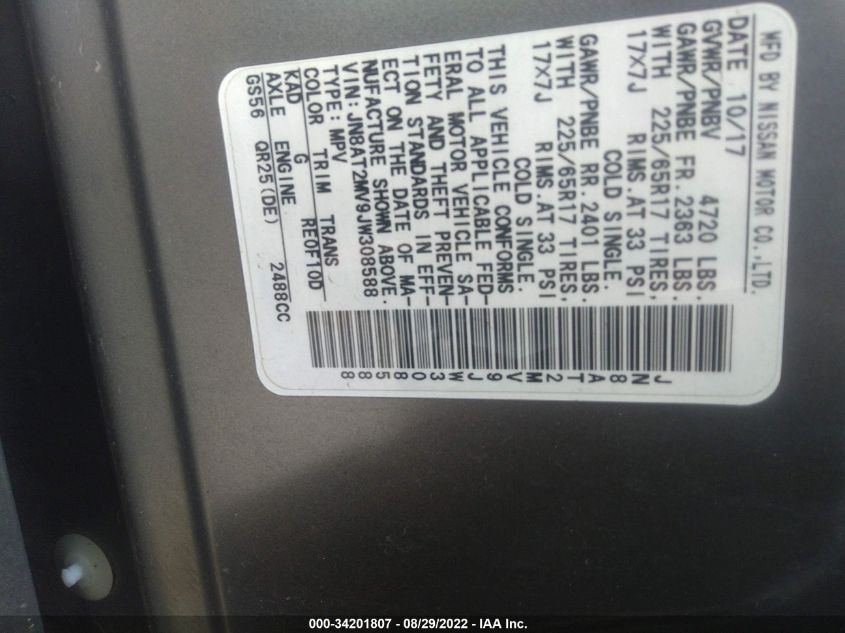 MFD BY NISSAN MOTOR CO.,LTD.
DATE 10/17
GVWR/PNBV 4720 LBS.
GAWR/PNBE FR. 2363 LBS.
WITH 225/65R17 TIRES,
17X7J RIMS.AT 33 PSI
COLD SINGLE.
GAWR/PNBE RR. 2401 LBS.
WITH 225/65R17 TIRES,
17X7J RIMS.AT 33 PSI
COLD SINGLE.
THIS VEHICLE CONFORMS
TO ALL APPLICABLE FED-
ERAL MOTOR VEHICLE SA-
FETY AND THEFT PREVEN-
TION STANDARDS IN EFF-
ECT ON THE DATE OF MA-
NUFACTURE SHOWN ABOVE.
VIN: JN8AT2MV9JW308588
TYPE: MPV
COLOR TRIM TRANS
KAD G RE0F10D
AXLE ENGINE
GS56 QR25(DE) 2488CC
JN8AT2MV9JW308588
000-34201807 - 08/29/2022 - IAA Inc.